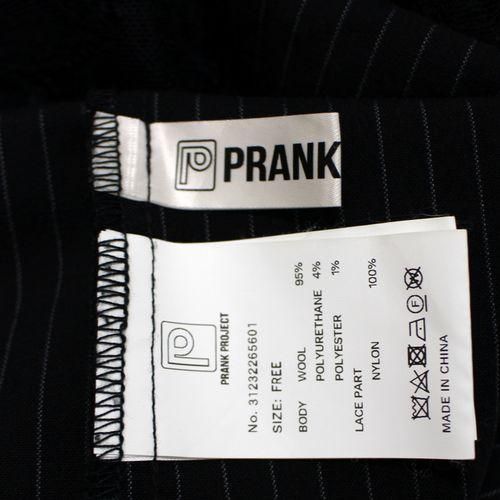 PRANK
PRANK PROJECT
No. 31232265601
SIZE: FREE
BODY WOOL 95%
POLYURETHANE 4%
POLYESTER 1%
LACE PART
NYLON 100%
MADE IN CHINA